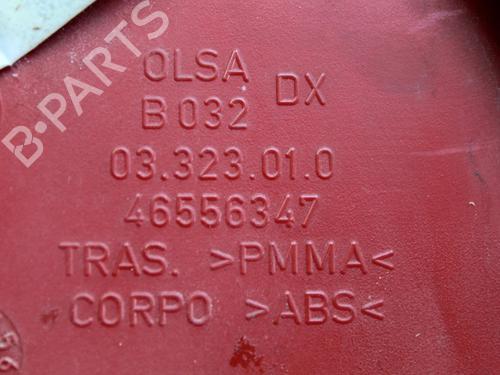 OLSA DX
B 032
03.323.01.0
46556347
TRAS. >PMMA<
CORPO >ABS<
B-PARTS